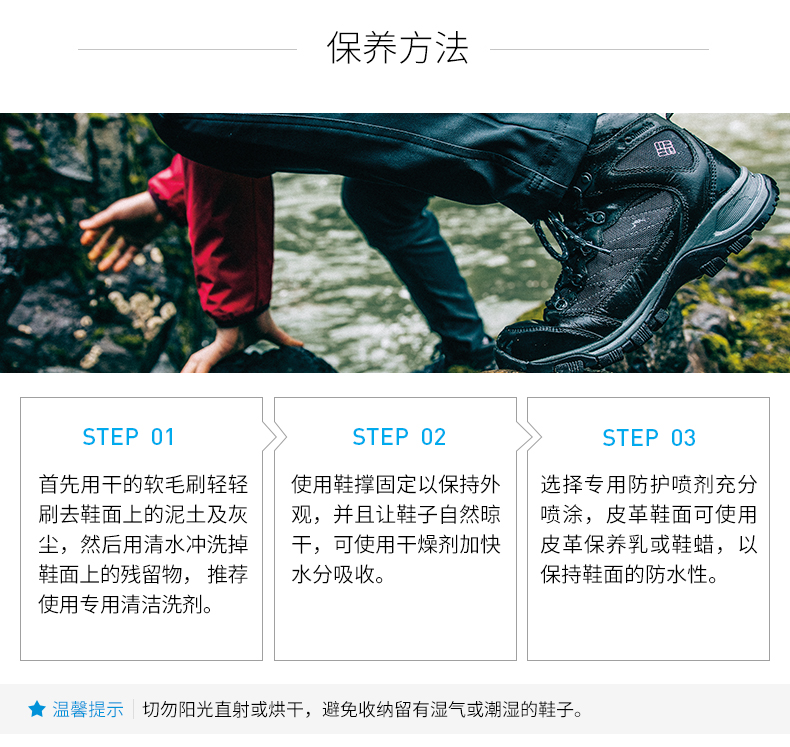 保养方法
STEP 01
首先用干的软毛刷轻轻
刷去鞋面上的泥土及灰
尘，然后用清水冲洗掉
鞋面上的残留物， 推荐
使用专用清洁洗剂。
STEP 02
使用鞋撑固定以保持外
观，并且让鞋子自然晾
干，可使用干燥剂加快
水分吸收。
STEP 03
选择专用防护喷剂充分
喷涂，皮革鞋面可使用
皮革保养乳或鞋蜡，以
保持鞋面的防水性。
温馨提示 切勿阳光直射或烘干，避免收纳留有湿气或潮湿的鞋子。